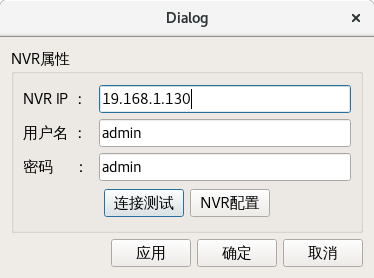 Dialog
NVR属性
NVR IP ： 19.168.1.130
用户名 ： admin
密码 ： admin
连接测试 NVR配置
应用 确定 取消